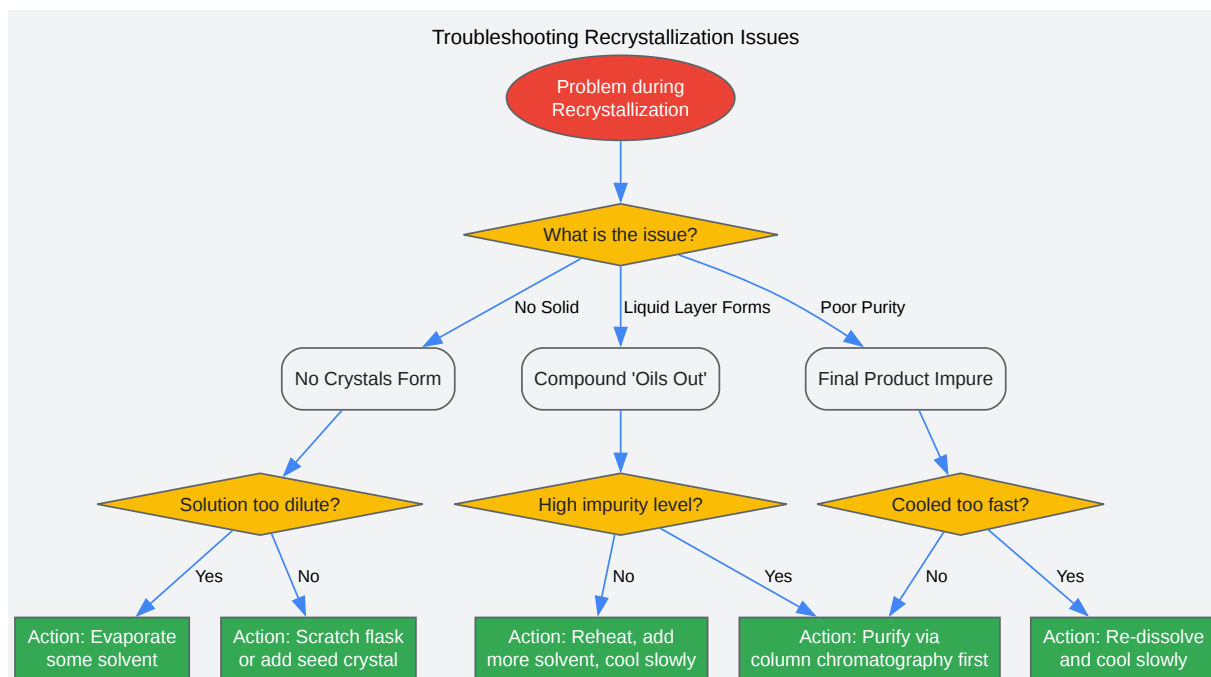 Troubleshooting Recrystallization Issues
Problem during
Recrystallization
What is the issue?
No Solid
Liquid Layer Forms
Poor Purity
No Crystals Form
Compound 'Oils Out'
Final Product Impure
Solution too dilute?
High impurity level?
Cooled too fast?
Yes
No
No
Yes
No
Yes
Action: Evaporate
some solvent
Action: Scratch flask
or add seed crystal
Action: Reheat, add
more solvent, cool slowly
Action: Purify via
column chromatography first
Action: Re-dissolve
and cool slowly